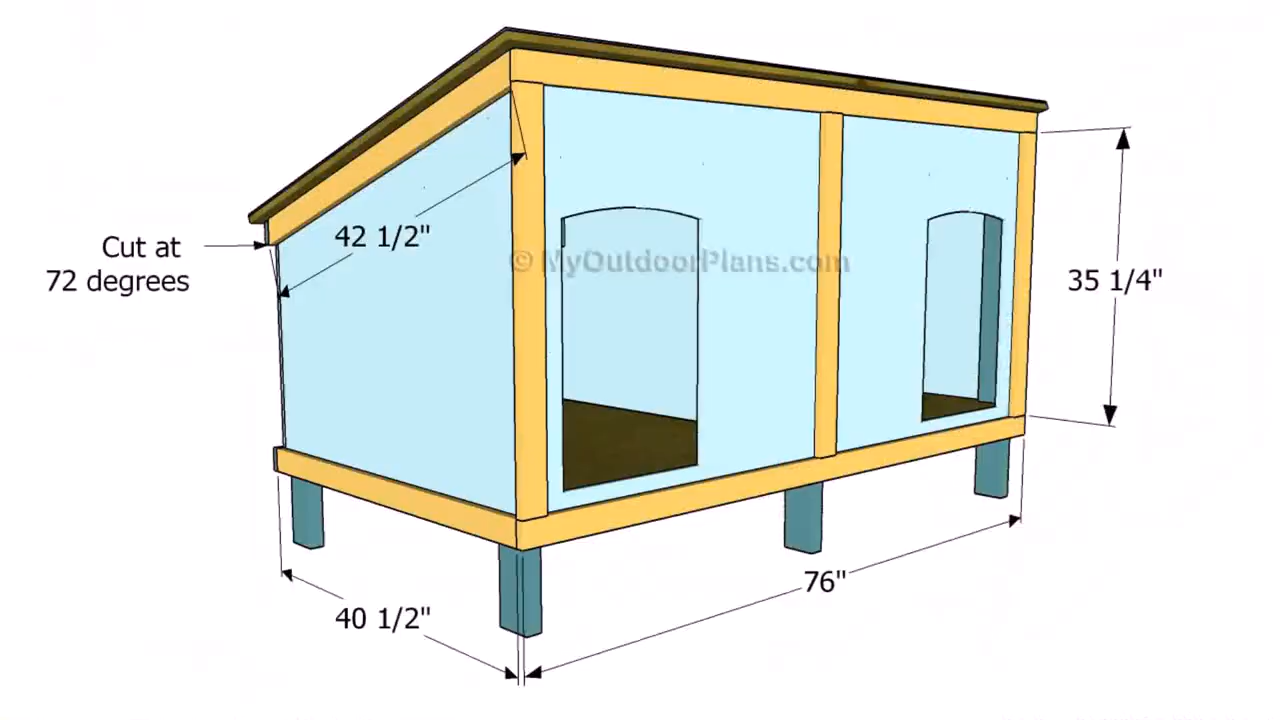 Cut at
72 degrees
42 1/2"
© MyOutdoorPlans.com
35 1/4"
76"
40 1/2"